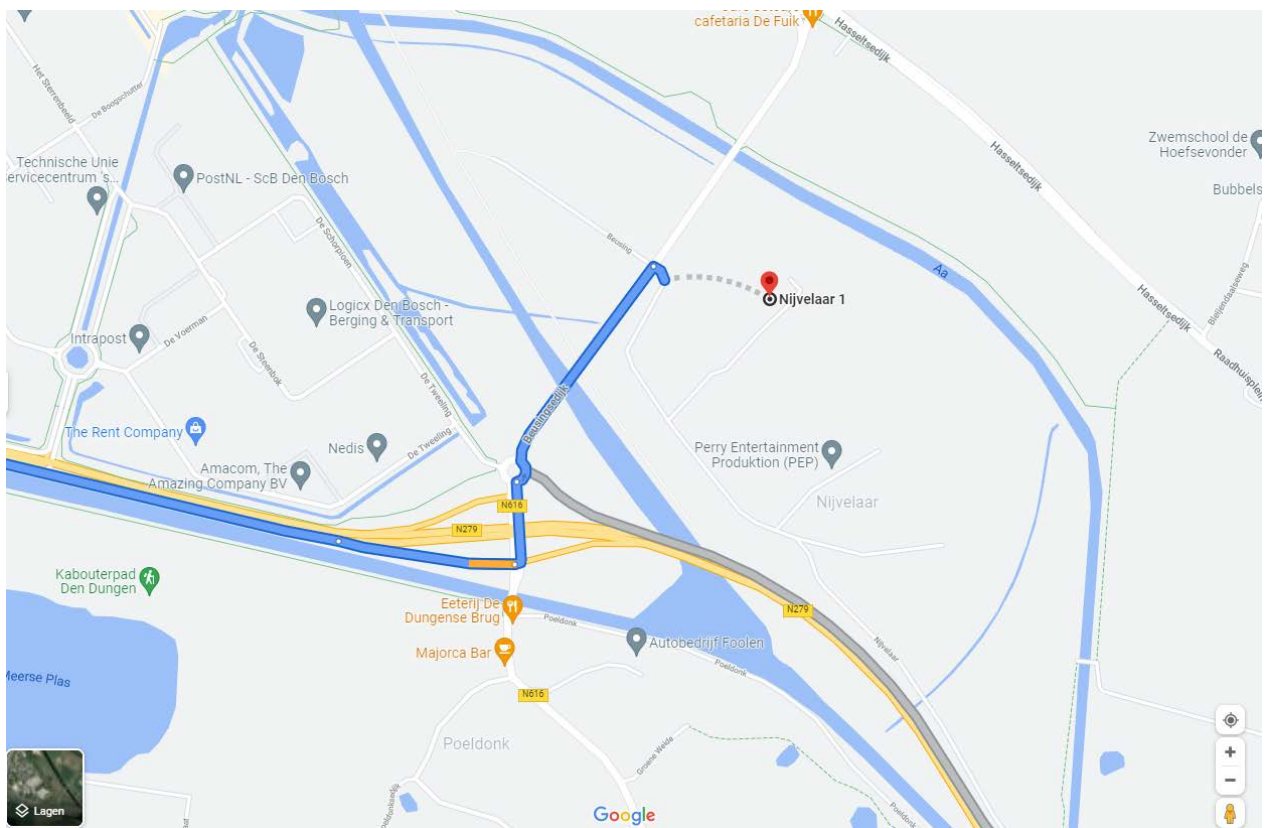 cafetaria De Fuik
Hasseltsedijk
Het Sterrenbeeld
De Boogschutter
Technische Unie
servicecentrum 's...
PostNL - ScB Den Bosch
Hasseltsedijk
Zwemschool de
Hoefsevonder
Bubbels
De Schorpioen
Beusing
Aa
Nijvelaar 1
Hasseltsedijk
Bleijendaalseweg
Logicx Den Bosch -
Berging & Transport
Intrapost
De Voerman
De Steenbok
De Tweeling
Beusingsedijk
Raadhuisplein
The Rent Company
Nedis
De Tweeling
Amacom, The
Amazing Company BV
Perry Entertainment
Produktion (PEP)
Nijvelaar
N616
N279
Kabouterpad
Den Dungen
Eeterij De
Dungense Brug
Poeldonk
N279
Majorca Bar
Autobedrijf Foolen
Nijvelaar
Poeldonk
Meerse Plas
N616
Poeldonk
Groene Weide
Poeldonksedijk
Poeldonk
Lagen
Google